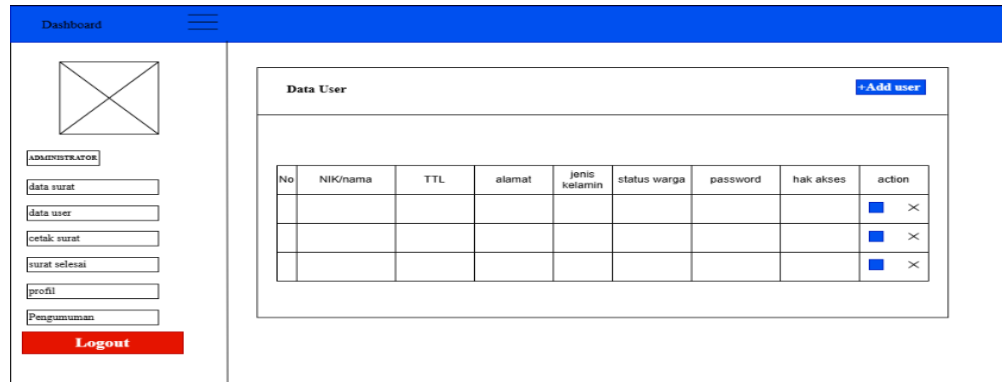 Dashboard
Data User
+Add user
ADMINISTRATOR
data surat
data user
cetak surat
surat selesai
profil
Pengumuman
Logout
No NIK/nama TTL alamat jenis kelamin status warga password hak akses action